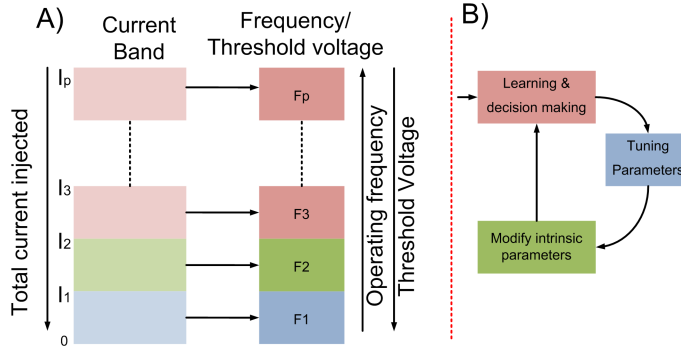 A)
Current
Band
Frequency/
Threshold voltage
B)
Total current injected
Ip
I3
I2
I1
0
Fp
F3
F2
F1
Operating frequency
Threshold Voltage
Learning &
decision making
Tuning
Parameters
Modify intrinsic
parameters